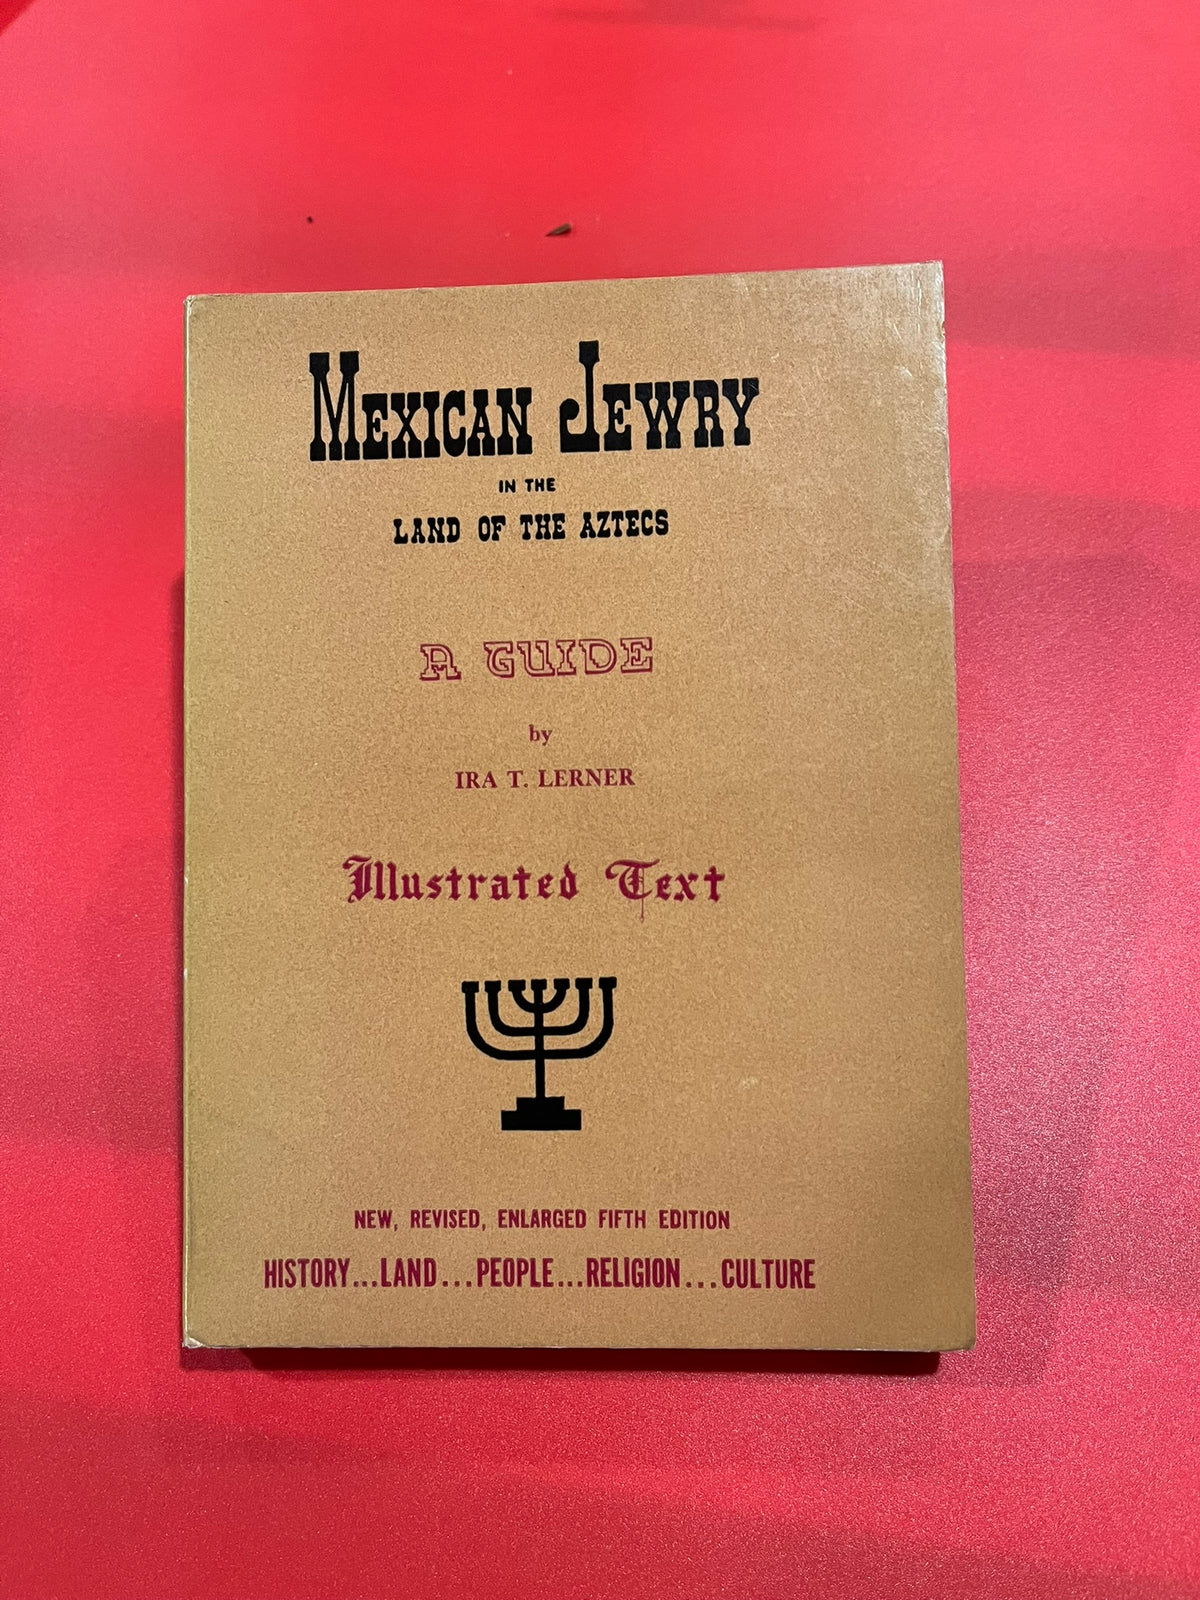 MEXICAN JEWRY
IN THE
LAND OF THE AZTECS
A GUIDE
by
IRA T. LERNER
Illustrated Text
NEW, REVISED, ENLARGED FIFTH EDITION
HISTORY...LAND...PEOPLE...RELIGION...CULTURE